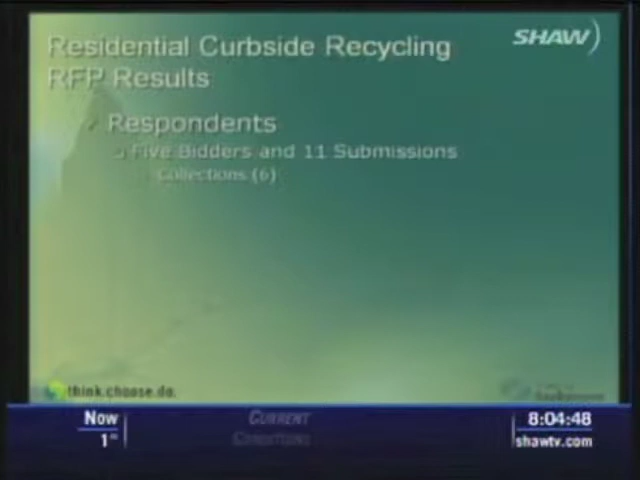 Residential Curbside Recycling
SHAW)
RFP Results
Respondents
Five Bidders and 11 Submissions
Collections (6)
think.choose.do.
Now
CURRENT
8:04:48
1°
CONDITIONS
shawtv.com